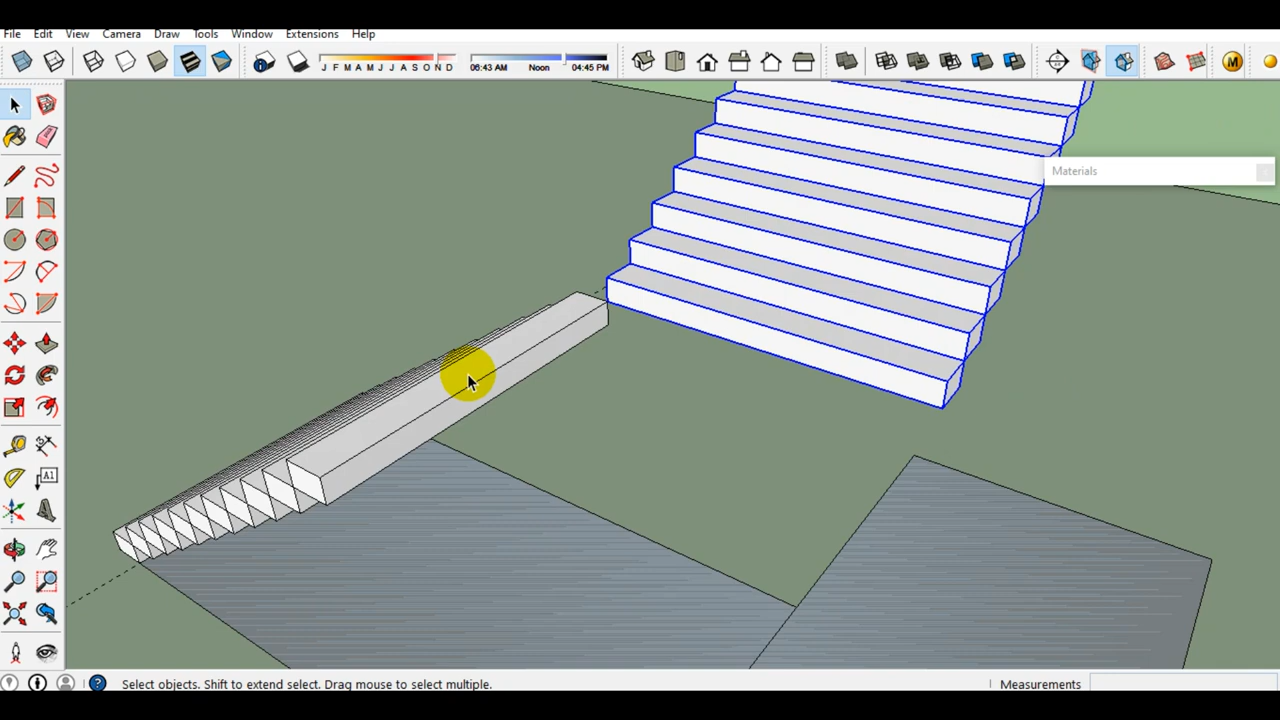 File Edit View Camera Draw Tools Window Extensions Help
J F M A M J J A S O N D 06:43 AM Noon 04:45 PM
M
Materials
A1
Select objects. Shift to extend select. Drag mouse to select multiple.
Measurements